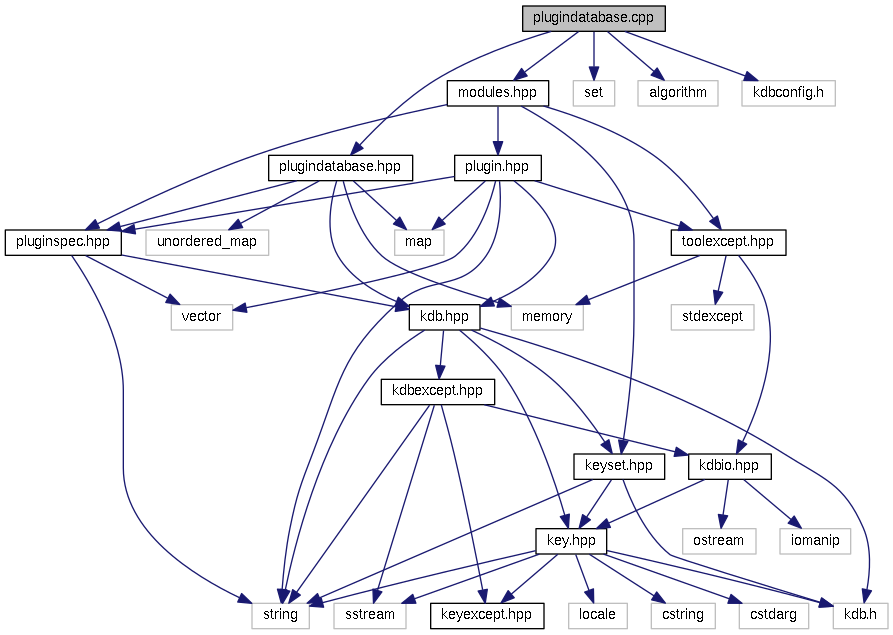 plugindatabase.cpp
modules.hpp
set
algorithm
kdbconfig.h
plugindatabase.hpp
plugin.hpp
pluginspec.hpp
unordered_map
map
toolexcept.hpp
vector
kdb.hpp
memory
stdexcept
kdbexcept.hpp
keyset.hpp
kdbio.hpp
key.hpp
ostream
iomanip
string
sstream
keyexcept.hpp
locale
cstring
cstdarg
kdb.h